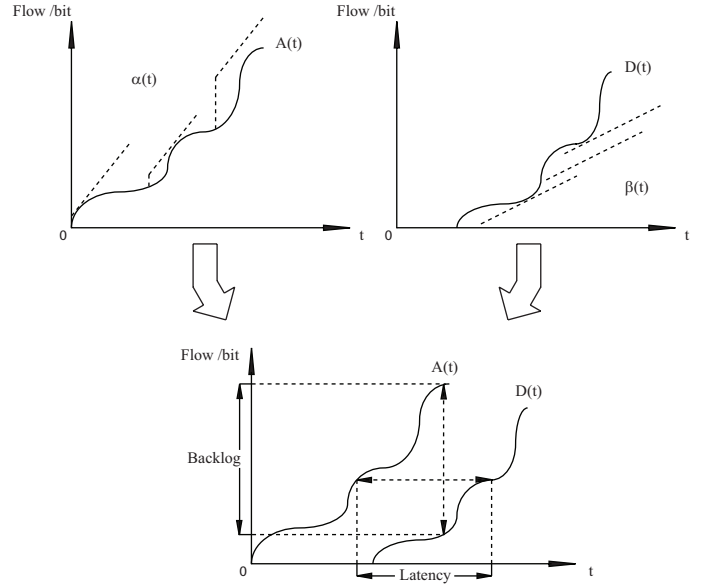 Flow /bit
A(t)
α(t)
0
t
Flow /bit
D(t)
β(t)
0
t
Flow /bit
A(t)
D(t)
Backlog
0
t
Latency